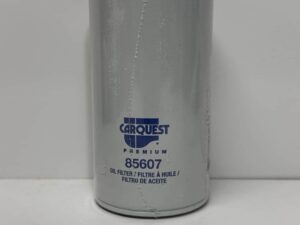 CARQUEST
PREMIUM
85607
OIL FILTER / FILTRE À HUILE /
FILTRO DE ACEITE